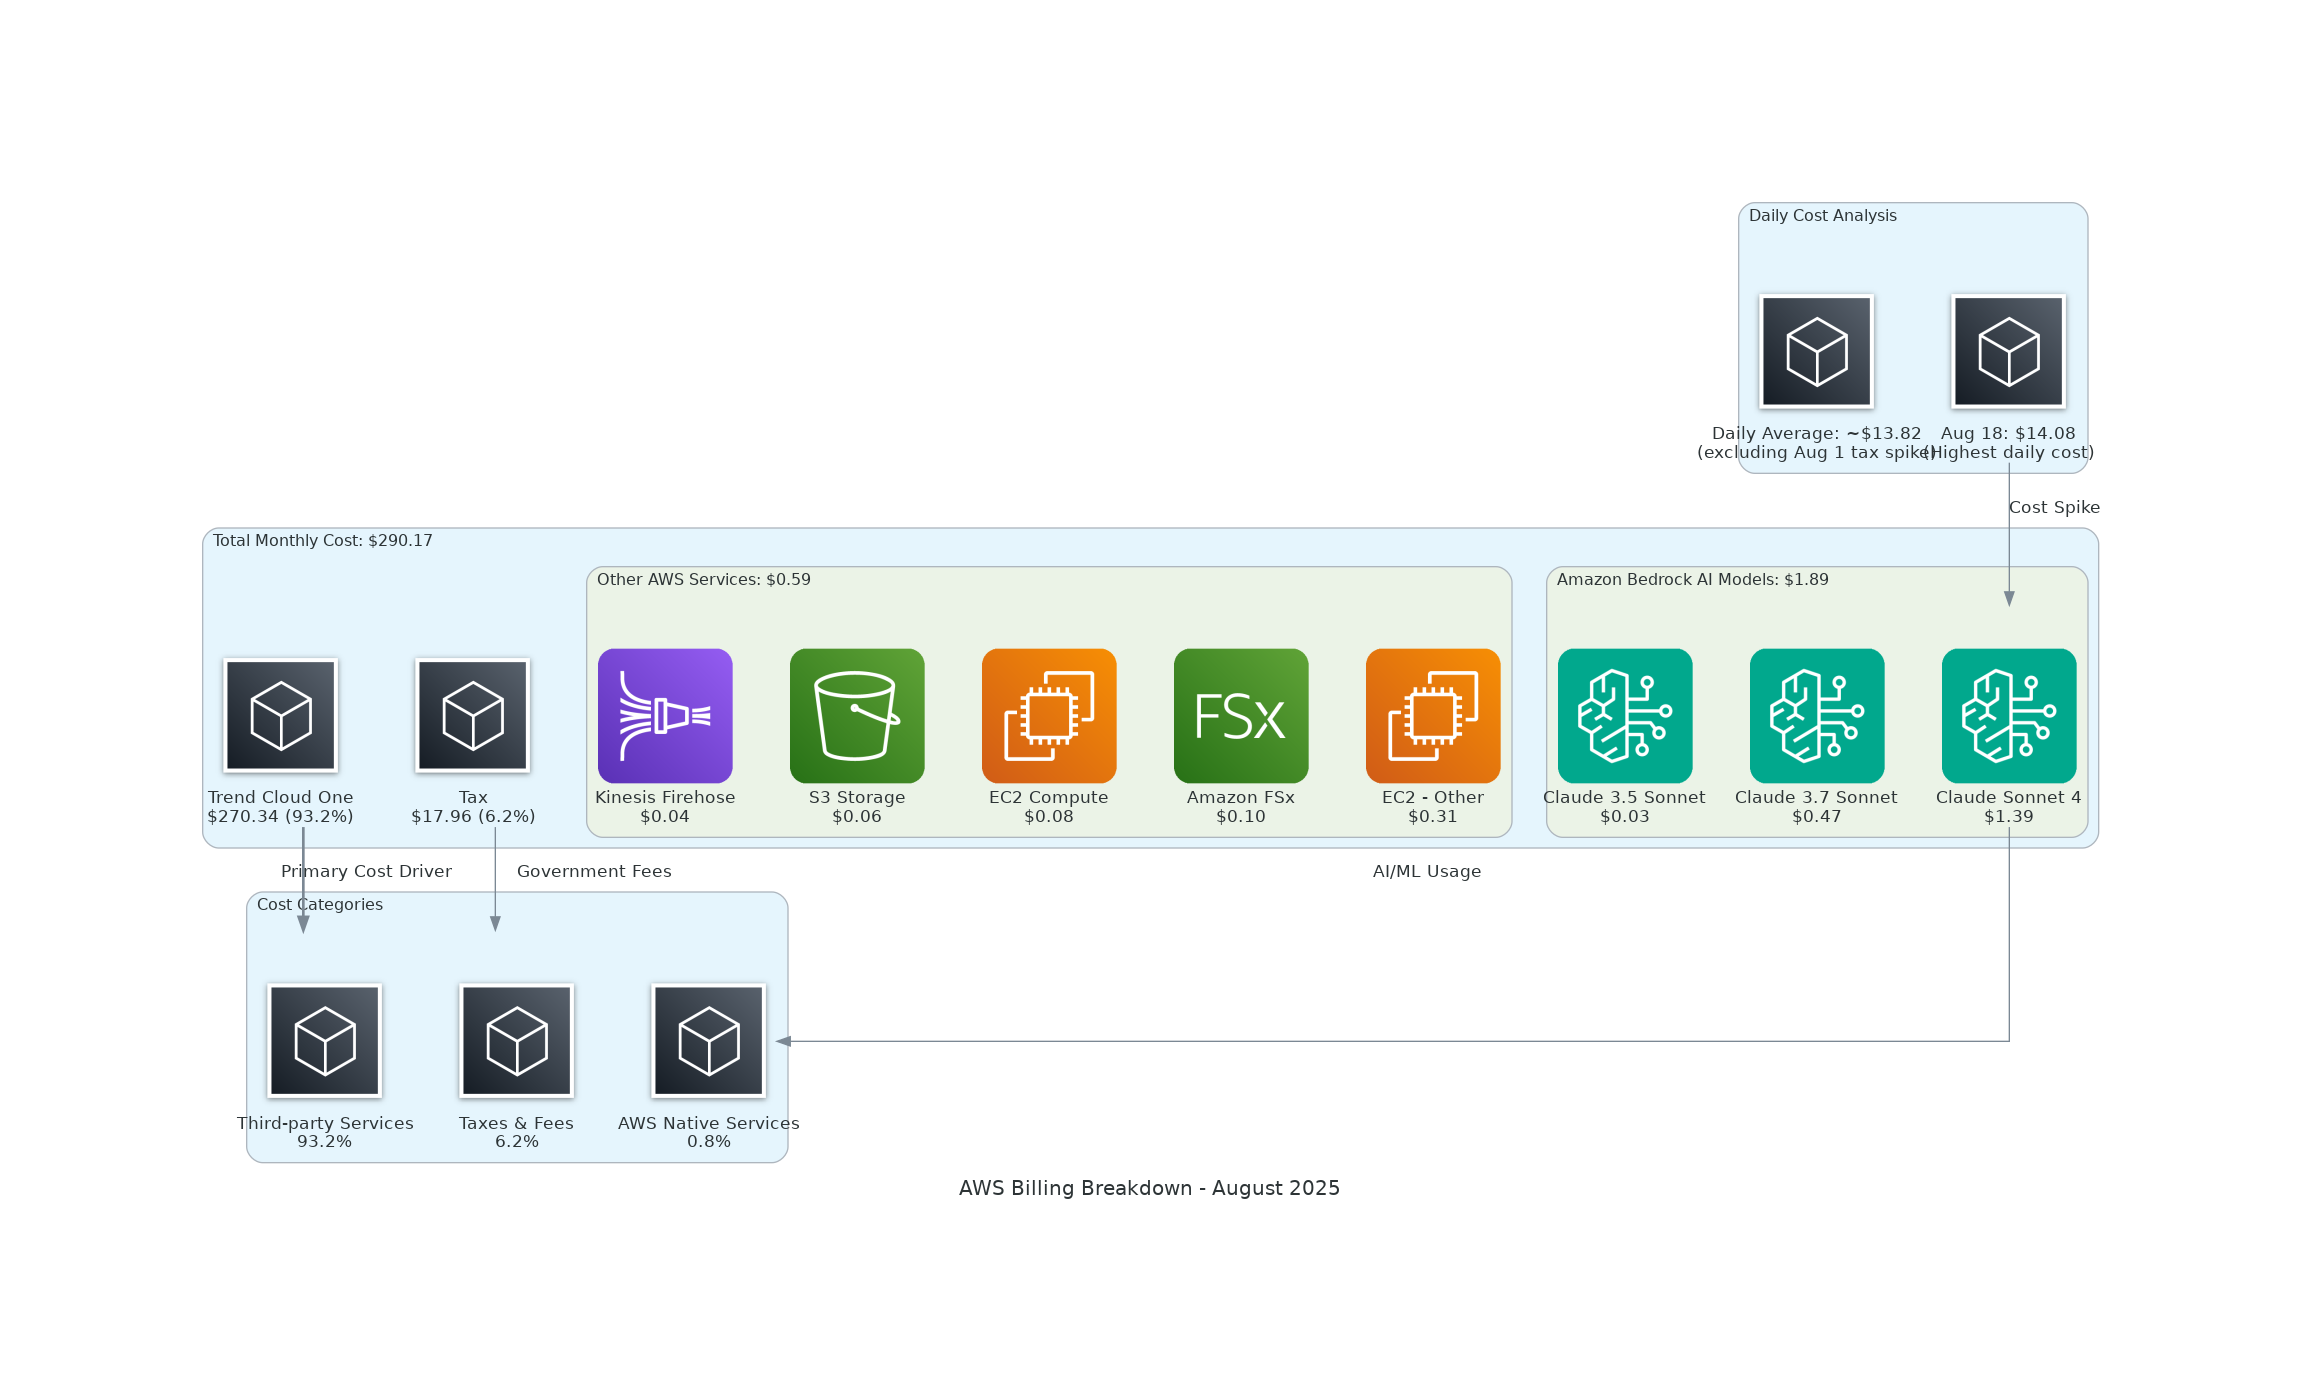 Daily Cost Analysis
Daily Average: ~$13.82
(excluding Aug 1 tax spike)
Aug 18: $14.08
(Highest daily cost)
Cost Spike
Total Monthly Cost: $290.17
Other AWS Services: $0.59
Amazon Bedrock AI Models: $1.89
FSx
Trend Cloud One
$270.34 (93.2%)
Tax
$17.96 (6.2%)
Kinesis Firehose
$0.04
S3 Storage
$0.06
EC2 Compute
$0.08
Amazon FSx
$0.10
EC2 - Other
$0.31
Claude 3.5 Sonnet
$0.03
Claude 3.7 Sonnet
$0.47
Claude Sonnet 4
$1.39
Primary Cost Driver
Government Fees
AI/ML Usage
Cost Categories
Third-party Services
93.2%
Taxes & Fees
6.2%
AWS Native Services
0.8%
AWS Billing Breakdown - August 2025